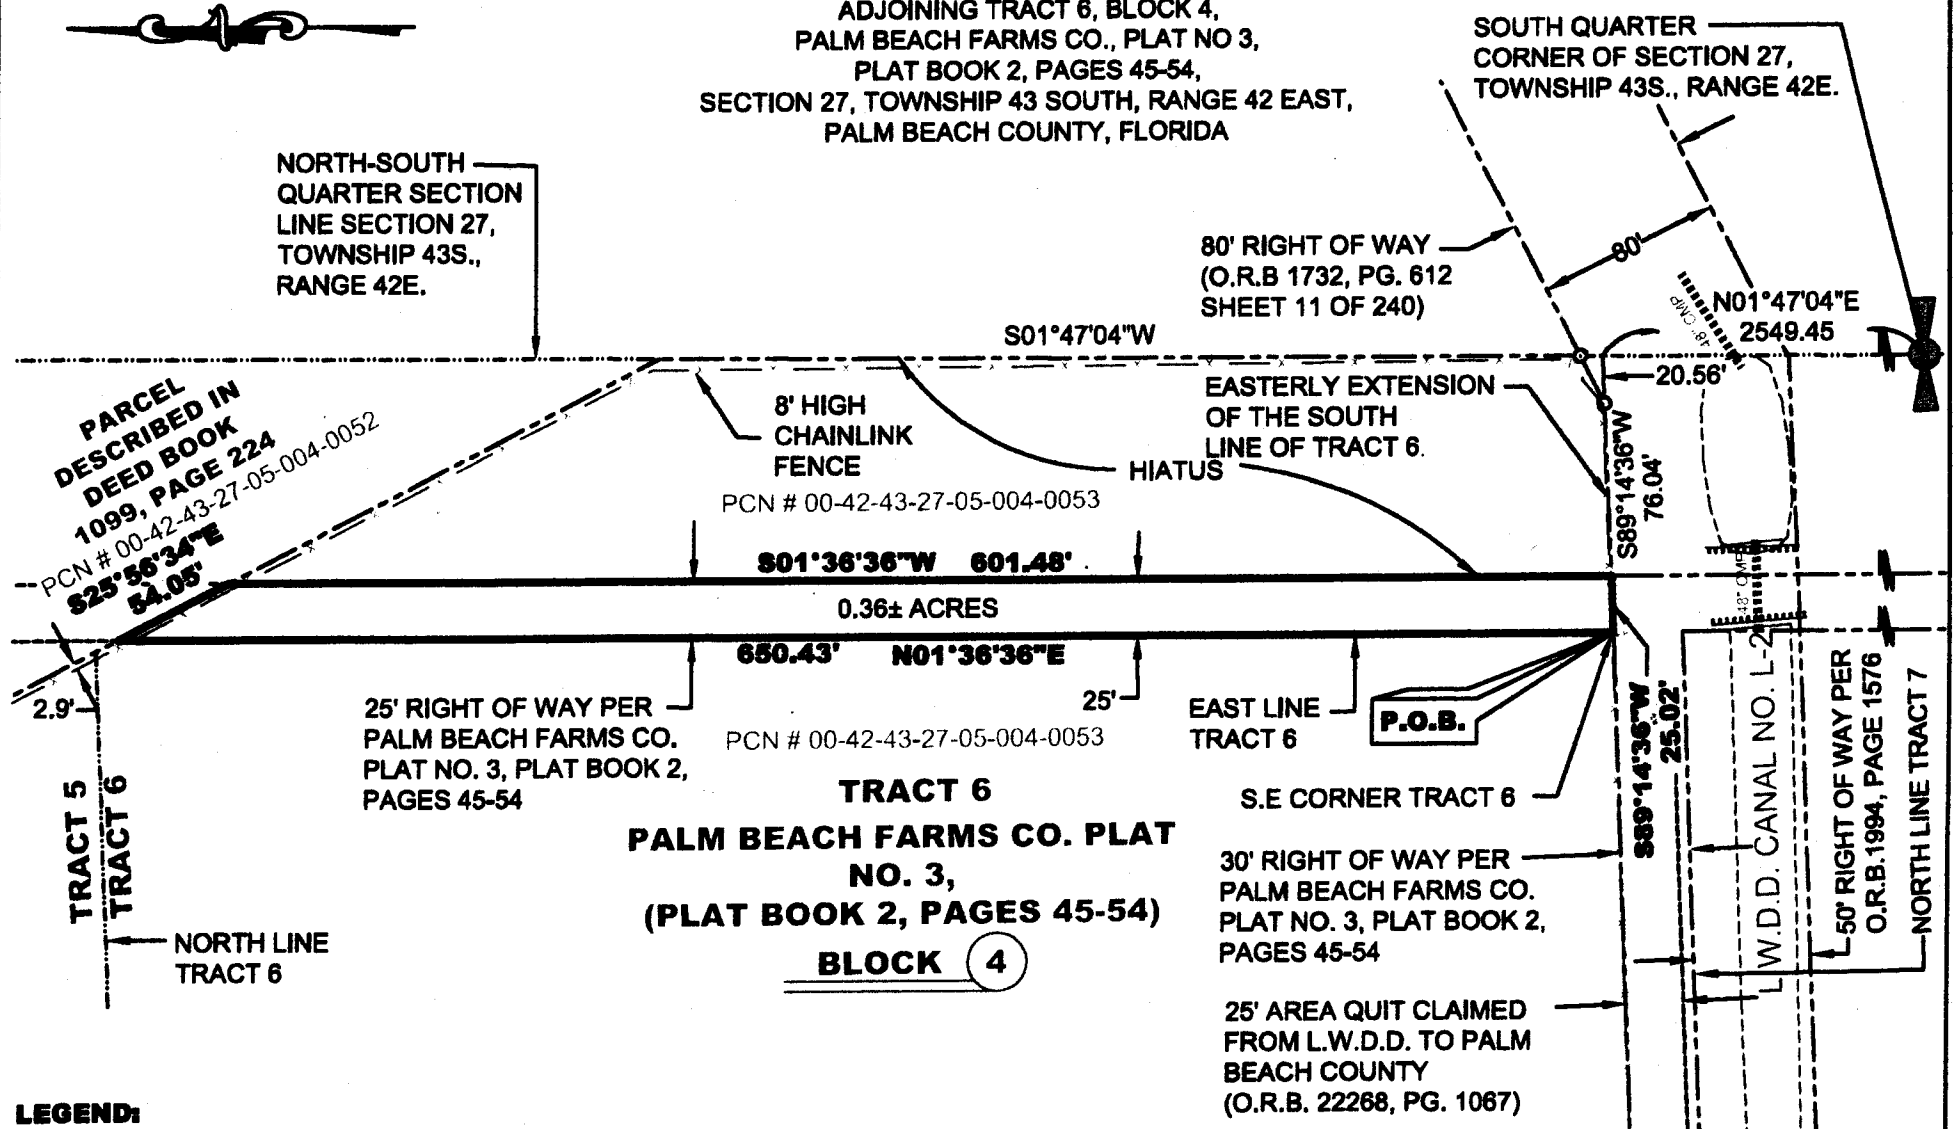 ADJOINING TRACT 6, BLOCK 4,
PALM BEACH FARMS CO., PLAT NO 3,
PLAT BOOK 2, PAGES 45-54,
SECTION 27, TOWNSHIP 43 SOUTH, RANGE 42 EAST,
PALM BEACH COUNTY, FLORIDA
SOUTH QUARTER
CORNER OF SECTION 27,
TOWNSHIP 43S., RANGE 42E.
NORTH-SOUTH
QUARTER SECTION
LINE SECTION 27,
TOWNSHIP 43S.,
RANGE 42E.
80' RIGHT OF WAY
(O.R.B 1732, PG. 612
SHEET 11 OF 240)
80'
48" CMP
N01°47'04"E
2549.45
S01°47'04"W
20.56'
PARCEL
DESCRIBED IN
DEED BOOK
1099, PAGE 224
PCN # 00-42-43-27-05-004-0052
S25°56'34"E
54.05'
8' HIGH
CHAINLINK
FENCE
EASTERLY EXTENSION
OF THE SOUTH
LINE OF TRACT 6.
HIATUS
PCN # 00-42-43-27-05-004-0053
S89°14'36"W
76.04'
S01°36'36"W 601.48'
0.36± ACRES
650.43' N01°36'36"E
48" CMP
2.9'
25' RIGHT OF WAY PER
PALM BEACH FARMS CO.
PLAT NO. 3, PLAT BOOK 2,
PAGES 45-54
25'
PCN # 00-42-43-27-05-004-0053
EAST LINE
TRACT 6
P.O.B.
S89°14'36"W
25.02'
L.W.D.D. CANAL NO. L-2
50' RIGHT OF WAY PER
O.R.B.1994, PAGE 1576
NORTH LINE TRACT 7
TRACT 5
TRACT 6
NORTH LINE
TRACT 6
TRACT 6
PALM BEACH FARMS CO. PLAT
NO. 3,
(PLAT BOOK 2, PAGES 45-54)
BLOCK 4
S.E CORNER TRACT 6
30' RIGHT OF WAY PER
PALM BEACH FARMS CO.
PLAT NO. 3, PLAT BOOK 2,
PAGES 45-54
25' AREA QUIT CLAIMED
FROM L.W.D.D. TO PALM
BEACH COUNTY
(O.R.B. 22268, PG. 1067)
LEGEND: